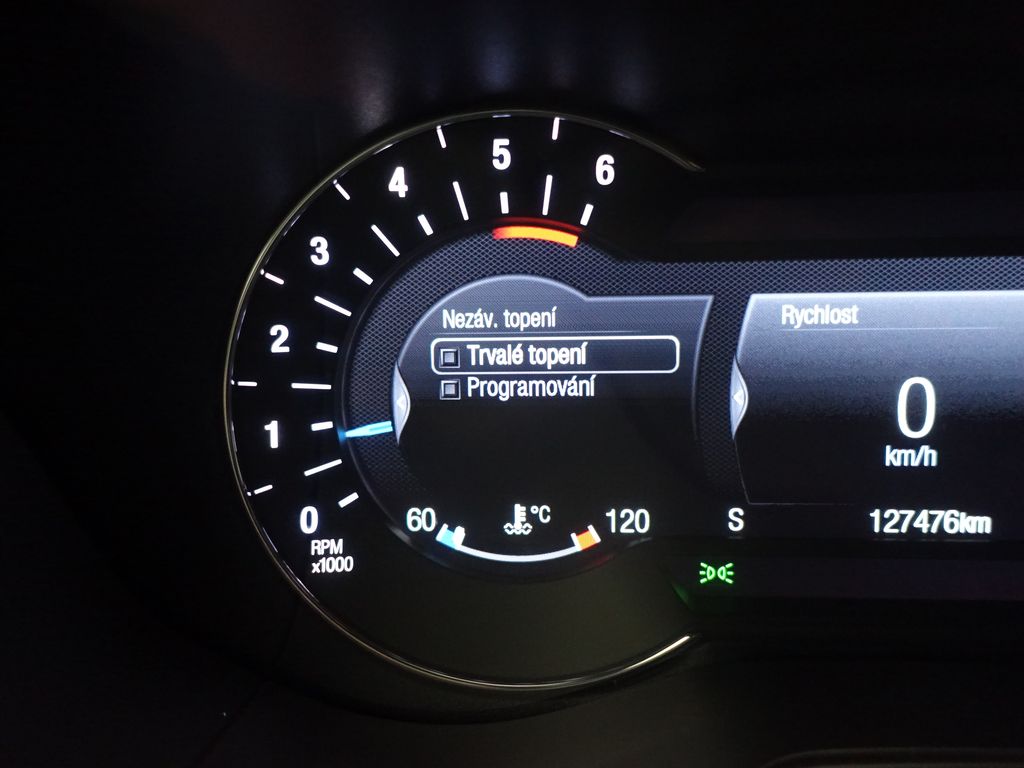 6
5
4
3
2
1
0
RPM
x1000
Nezáv. topení
Trvalé topení
Programování
60
°C
120
Rychlost
0
km/h
S
127476km